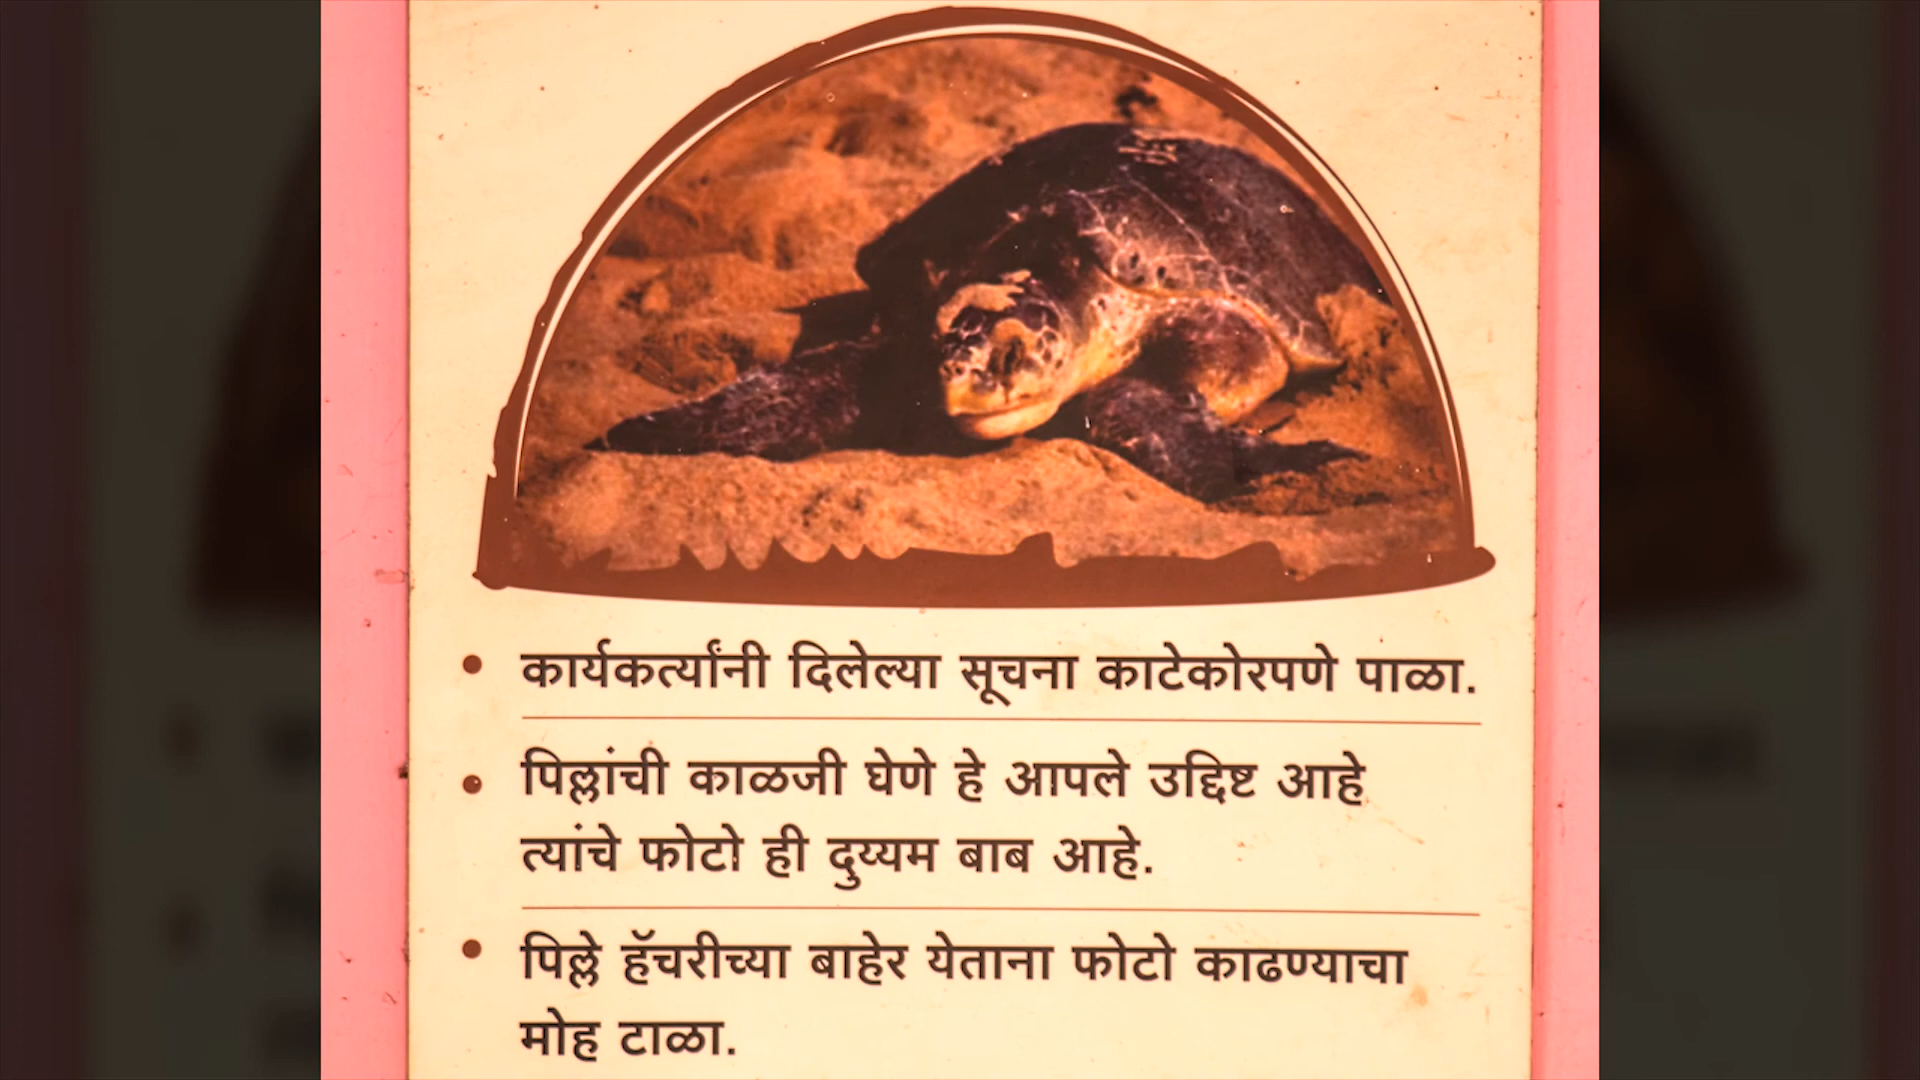 • कार्यकर्त्यांनी दिलेल्या सूचना काटेकोरपणे पाळा.
• पिल्लांची काळजी घेणे हे आपले उद्दिष्ट आहे
त्यांचे फोटो ही दुय्यम बाब आहे.
• पिल्ले हॅचरीच्या बाहेर येताना फोटो काढण्याचा
मोह टाळा.